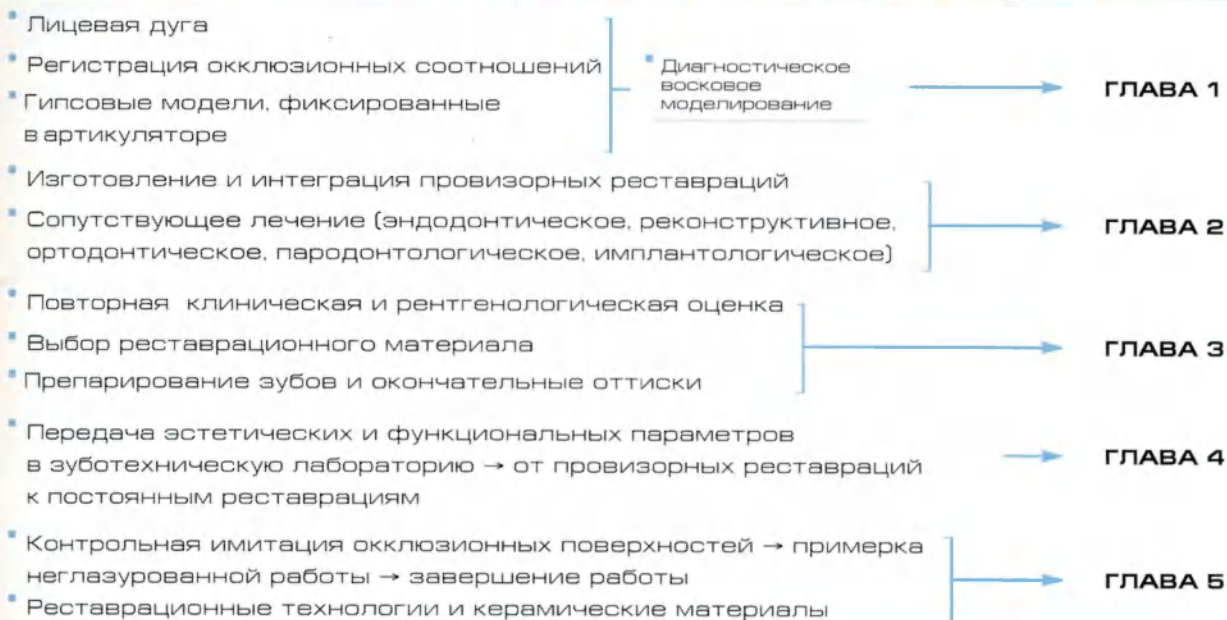 Лицевая дуга
Регистрация окклюзионных соотношений
Гипсовые модели, фиксированные
в артикуляторе
Диагностическое
восковое
моделирование
ГЛАВА 1
Изготовление и интеграция провизорных реставраций
Сопутствующее лечение (эндодонтическое, реконструктивное,
ортодонтическое, пародонтологическое, имплантологическое)
ГЛАВА 2
Повторная клиническая и рентгенологическая оценка
Выбор реставрационного материала
Препарирование зубов и окончательные оттиски
ГЛАВА 3
Передача эстетических и функциональных параметров
в зуботехническую лабораторию → от провизорных реставраций
к постоянным реставрациям
ГЛАВА 4
Контрольная имитация окклюзионных поверхностей → примерка
неглазурованной работы → завершение работы
Реставрационные технологии и керамические материалы
ГЛАВА 5